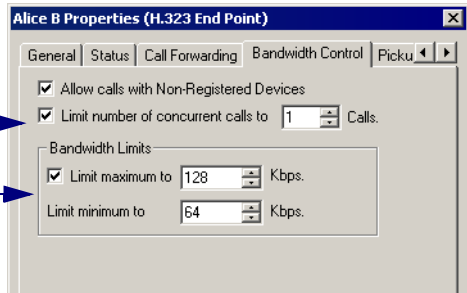 Alice B Properties (H.323 End Point)
General Status Call Forwarding Bandwidth Control Picku
Allow calls with Non-Registered Devices
Limit number of concurrent calls to 1 Calls.
Bandwidth Limits
Limit maximum to 128 Kbps.
Limit minimum to 64 Kbps.